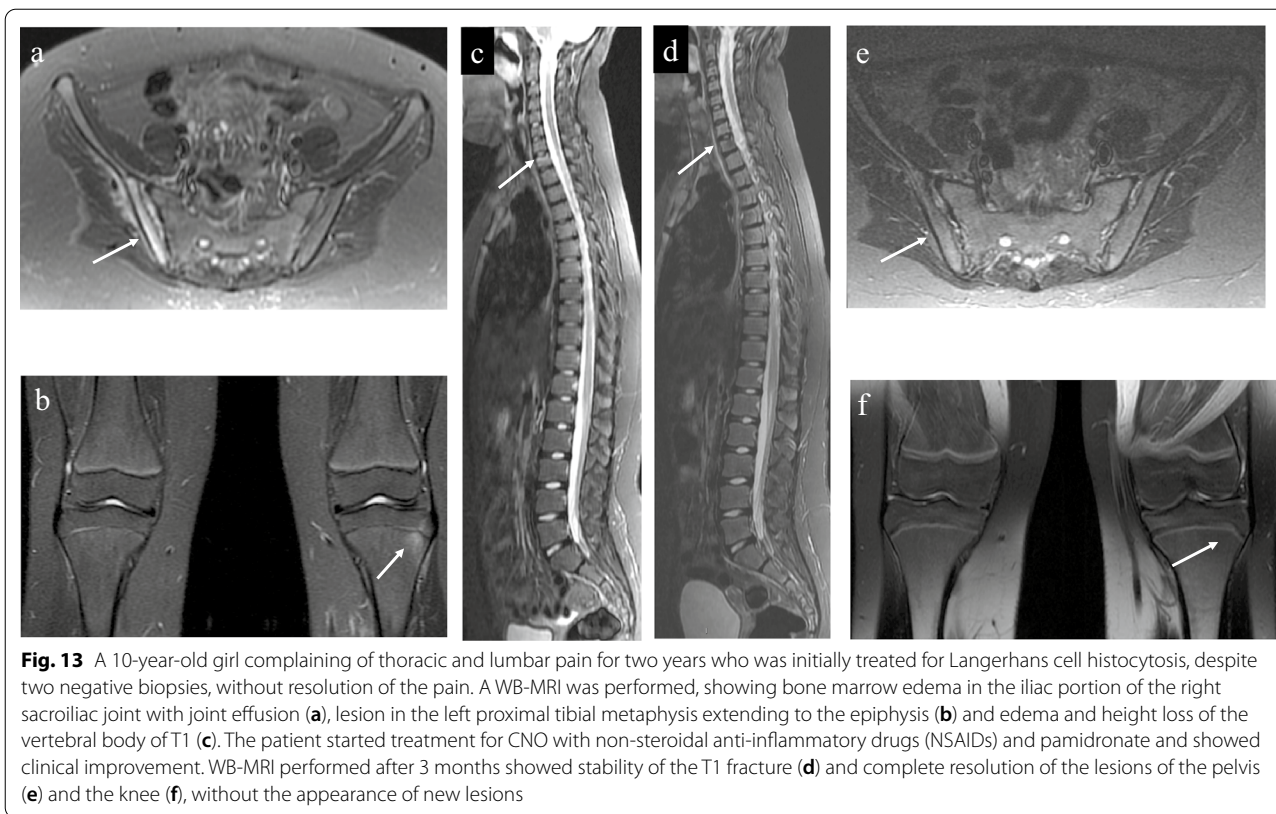 a
c
d
e
b
f
Fig. 13 A 10-year-old girl complaining of thoracic and lumbar pain for two years who was initially treated for Langerhans cell histocytosis, despite
two negative biopsies, without resolution of the pain. A WB-MRI was performed, showing bone marrow edema in the iliac portion of the right
sacroiliac joint with joint effusion (a), lesion in the left proximal tibial metaphysis extending to the epiphysis (b) and edema and height loss of the
vertebral body of T1 (c). The patient started treatment for CNO with non-steroidal anti-inflammatory drugs (NSAIDs) and pamidronate and showed
clinical improvement. WB-MRI performed after 3 months showed stability of the T1 fracture (d) and complete resolution of the lesions of the pelvis
(e) and the knee (f), without the appearance of new lesions